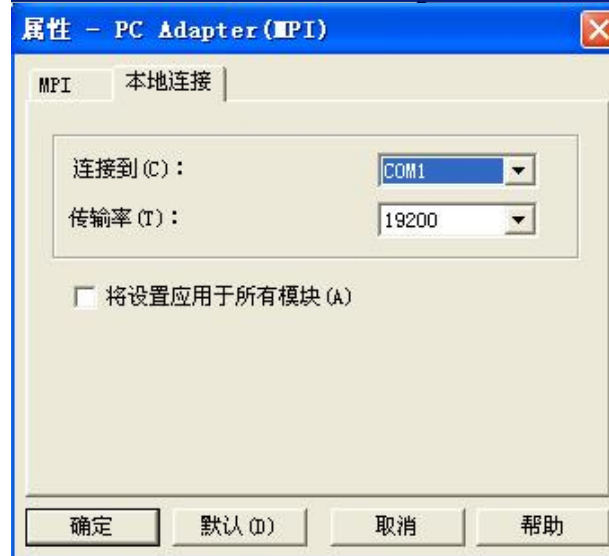 属性 - PC Adapter(MPI)
MPI 本地连接
连接到(C): COM1
传输率(T): 19200
将设置应用于所有模块(A)
确定 默认(D) 取消 帮助